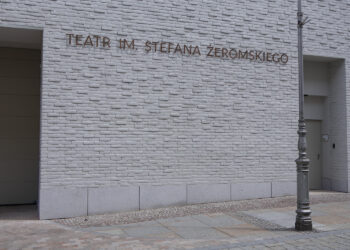 TEATR IM. STEFANA ŻEROMSKIEGO